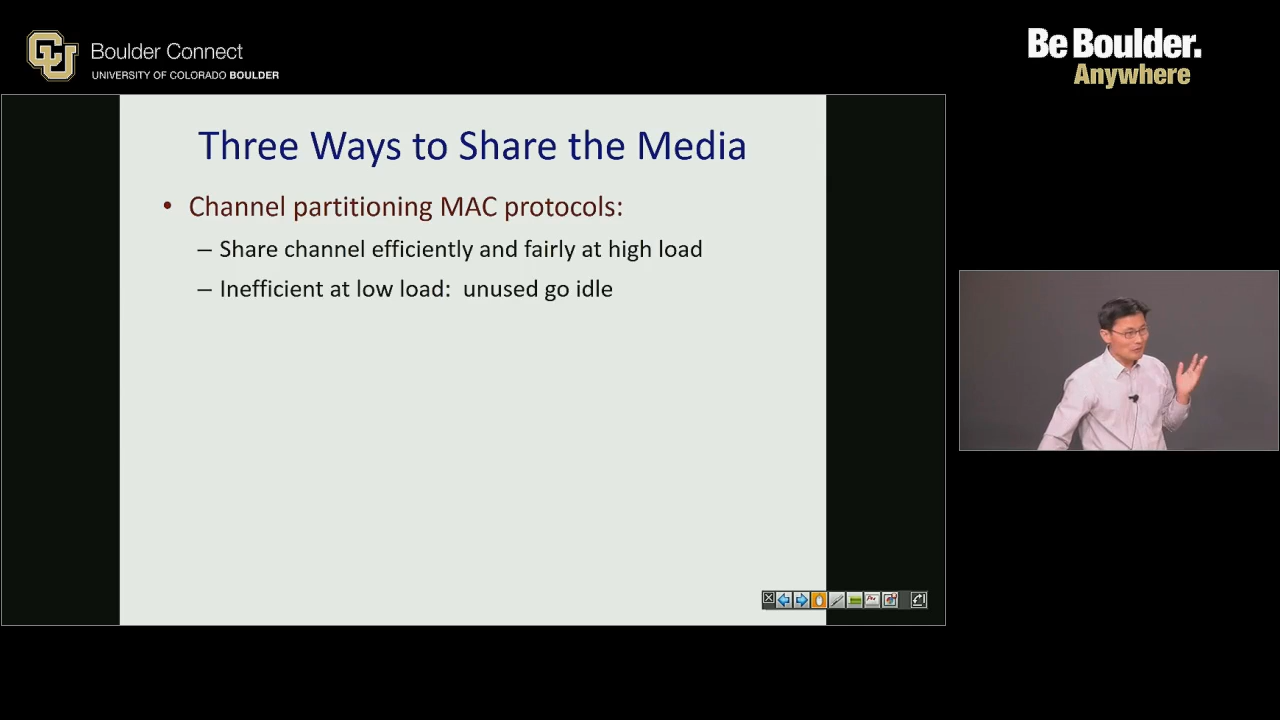 Boulder Connect
UNIVERSITY OF COLORADO BOULDER
Be Boulder.
Anywhere
Three Ways to Share the Media
• Channel partitioning MAC protocols:
– Share channel efficiently and fairly at high load
– Inefficient at low load: unused go idle